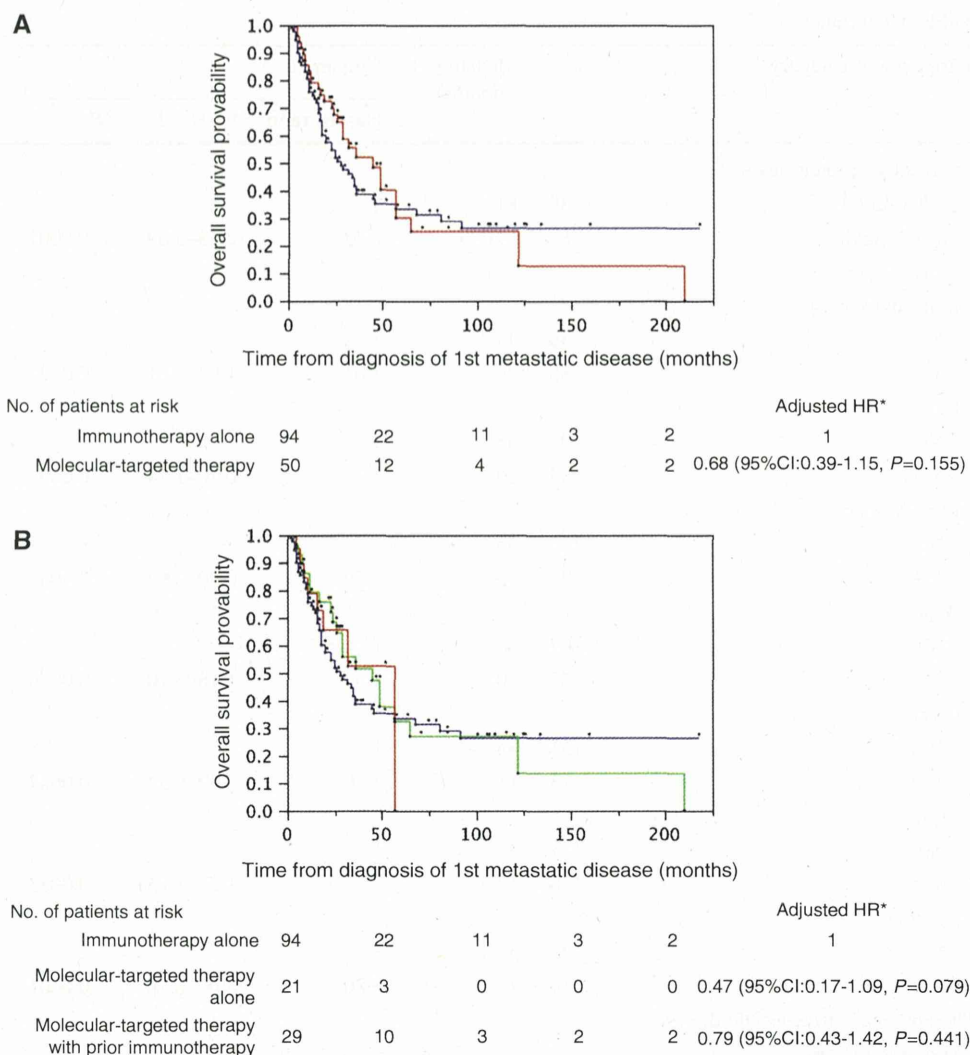 A
Overall survival provability
1.0
0.9
0.8
0.7
0.6
0.5
0.4
0.3
0.2
0.1
0.0
0 50 100 150 200
Time from diagnosis of 1st metastatic disease (months)
No. of patients at risk Adjusted HR*
Immunotherapy alone 94 22 11 3 2 1
Molecular-targeted therapy 50 12 4 2 2 0.68 (95%CI:0.39-1.15, P=0.155)
B
Overall survival provability
1.0
0.9
0.8
0.7
0.6
0.5
0.4
0.3
0.2
0.1
0.0
0 50 100 150 200
Time from diagnosis of 1st metastatic disease (months)
No. of patients at risk Adjusted HR*
Immunotherapy alone 94 22 11 3 2 1
Molecular-targeted therapy
alone 21 3 0 0 0 0.47 (95%CI:0.17-1.09, P=0.079)
Molecular-targeted therapy
with prior immunotherapy 29 10 3 2 2 0.79 (95%CI:0.43-1.42, P=0.441)